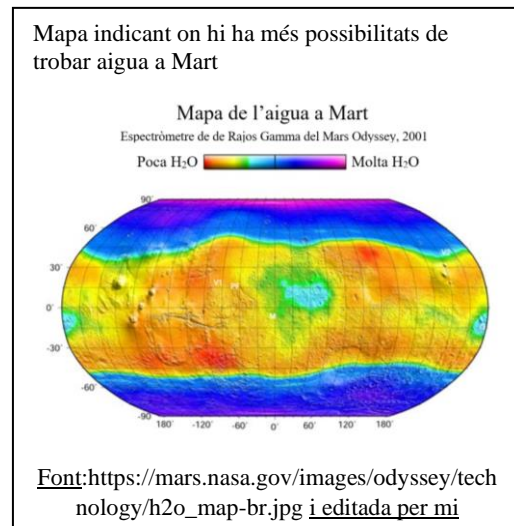 Mapa indicant on hi ha més possibilitats de
trobar aigua a Mart
Mapa de l'aigua a Mart
Espectròmetre de de Rajos Gamma del Mars Odyssey, 2001
Poca H₂O
Molta H₂O
90°
60°
30°
0°
-30°
-60°
-90
180° -120° -60° 0° 60° 120° 180°
V1
PF
M
Font:https://mars.nasa.gov/images/odyssey/tech
nology/h2o_map-br.jpg i editada per mi